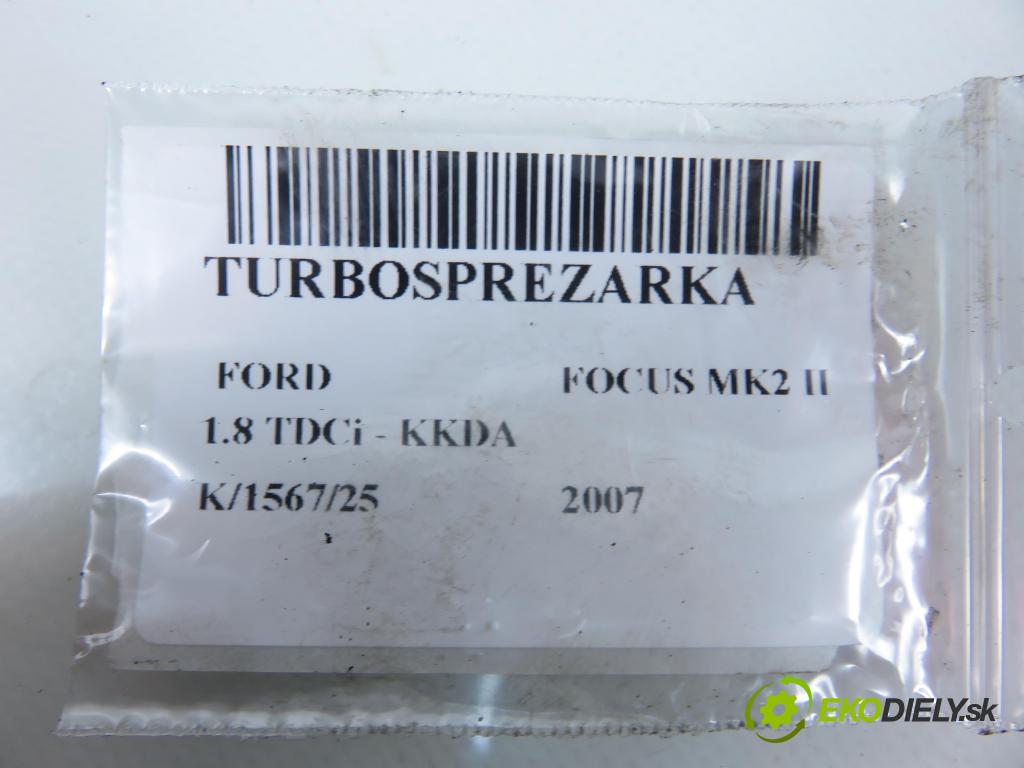 TURBOSPREZARKA
FORD FOCUS MK2 II
1.8 TDCi - KKDA
K/1567/25 2007
EKODIELY.sk